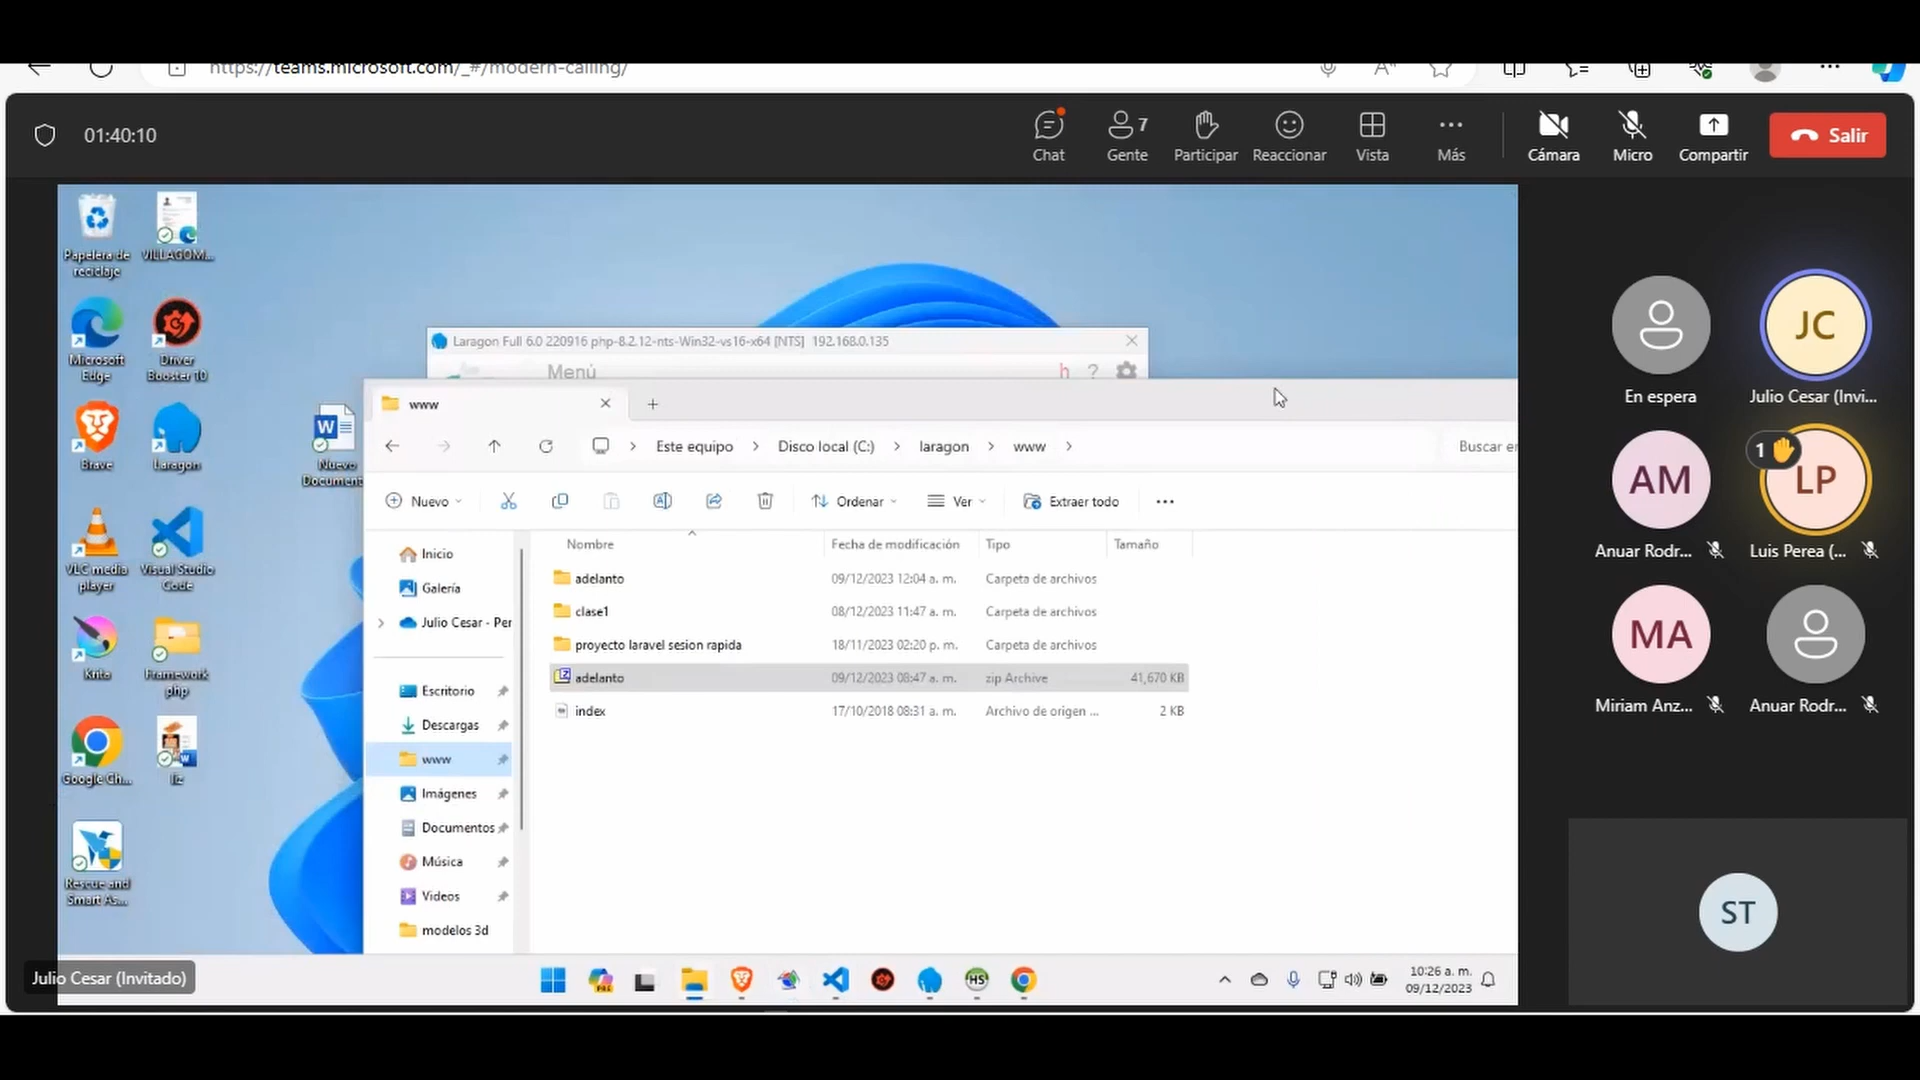 https://teams.microsoft.com/_#/modern-calling/
01:40:10
Chat
Gente
7
Participar
Reaccionar
Vista
Más
Cámara
Micro
Compartir
Salir
Papelera de
reciclaje
VILLAGOM...
Microsoft
Edge
Driver
Booster 10
Brave
Laragon
Nuevo
Document
VLC media
player
Visual Studio
Code
Krita
Framework
php
Google Ch...
liz
Rescue and
Smart As...
Laragon Full 6.0 220916 php-8.2.12-nts-Win32-vs16-x64 [NTS] 192.168.0.135
Menú
h ?
www
Este equipo > Disco local (C:) > laragon > www >
Buscar en
Nuevo
Ordenar
Ver
Extraer todo
Inicio
Galería
Julio Cesar - Per
Escritorio
Descargas
www
Imágenes
Documentos
Música
Videos
modelos 3d
Nombre Fecha de modificación Tipo Tamaño
adelanto 09/12/2023 12:04 a. m. Carpeta de archivos
clase1 08/12/2023 11:47 a. m. Carpeta de archivos
proyecto laravel sesion rapida 18/11/2023 02:20 p. m. Carpeta de archivos
adelanto 09/12/2023 08:47 a. m. zip Archive 41,670 KB
index 17/10/2018 08:31 a. m. Archivo de origen ... 2 KB
10:26 a. m.
09/12/2023
Julio Cesar (Invitado)
En espera
JC
Julio Cesar (Invi...
AM
Anuar Rodr...
1
LP
Luis Perea (...
MA
Miriam Anz...
Anuar Rodr...
ST